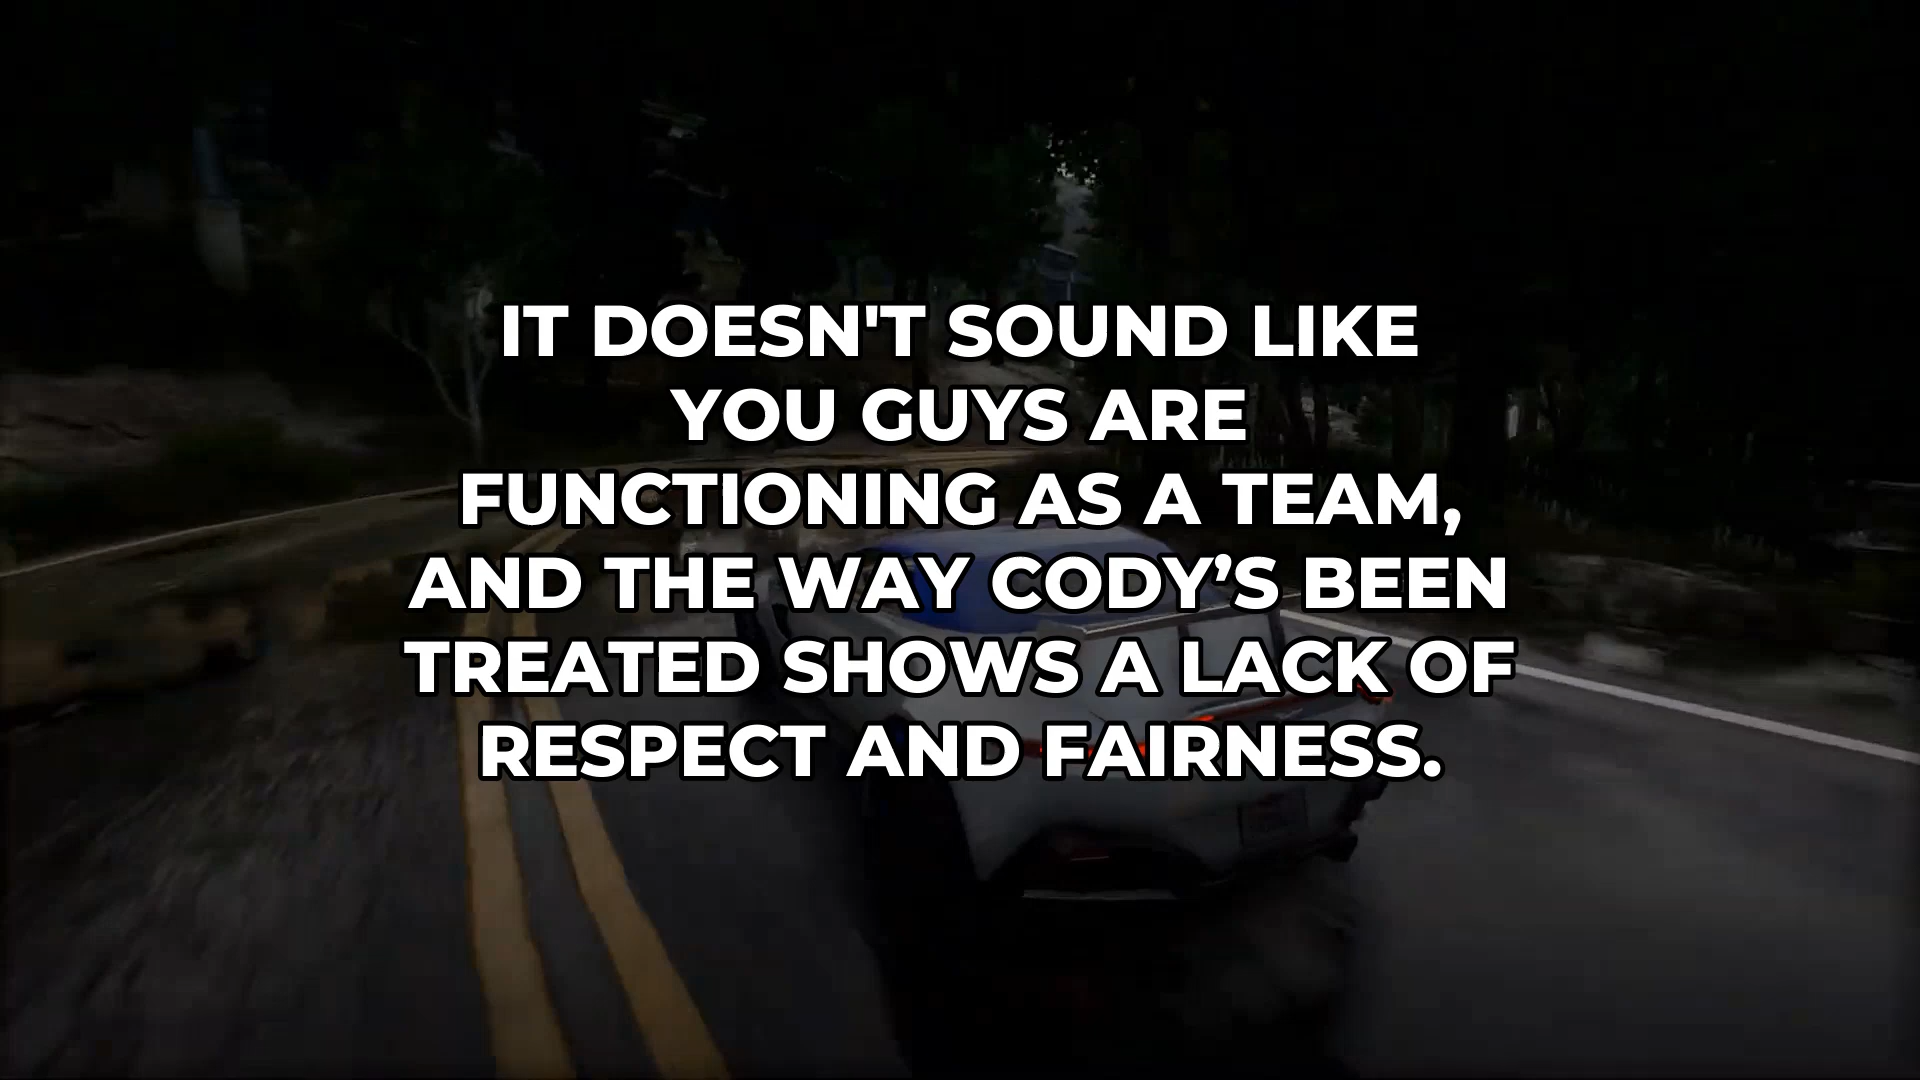 IT DOESN'T SOUND LIKE
YOU GUYS ARE
FUNCTIONING AS A TEAM,
AND THE WAY CODY’S BEEN
TREATED SHOWS A LACK OF
RESPECT AND FAIRNESS.